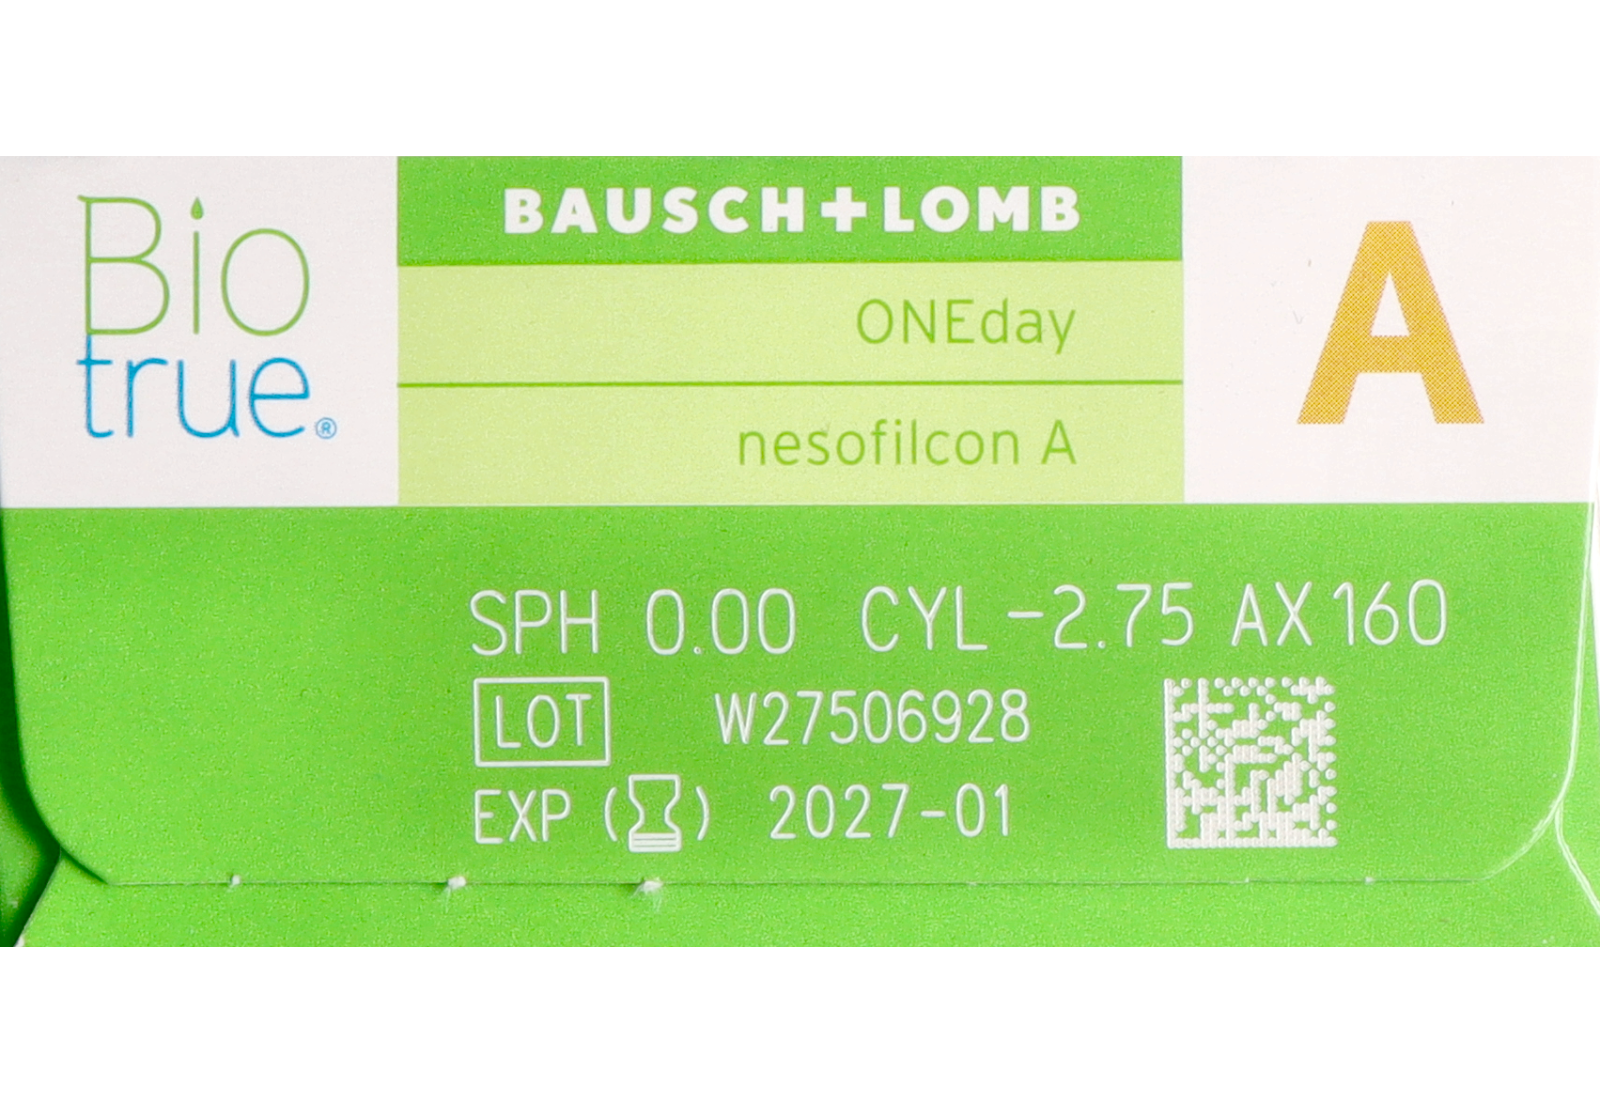 Bio
true®
BAUSCH+LOMB
ONEday
nesofilcon A
A
SPH 0.00 CYL -2.75 AX 160
LOT W27506928
EXP ( ) 2027-01